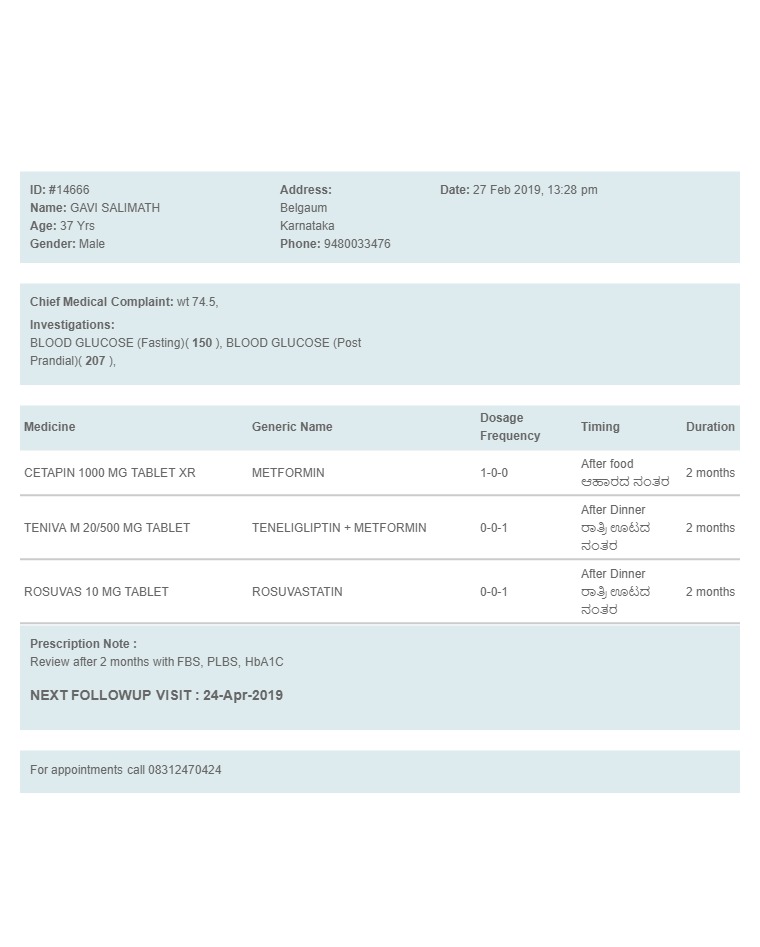 ID: #14666
Name: GAVI SALIMATH
Age: 37 Yrs
Gender: Male
Address:
Belgaum
Karnataka
Phone: 9480033476
Date: 27 Feb 2019, 13:28 pm
Chief Medical Complaint: wt 74.5,
Investigations:
BLOOD GLUCOSE (Fasting)( 150 ), BLOOD GLUCOSE (Post
Prandial)( 207 ),
Medicine Generic Name Dosage Frequency Timing Duration
CETAPIN 1000 MG TABLET XR METFORMIN 1-0-0 After food 2 months
ಆಹಾರದ ನಂತರ
TENIVA M 20/500 MG TABLET TENELIGLIPTIN + METFORMIN 0-0-1 After Dinner 2 months
ರಾತ್ರಿ ಊಟದ
ನಂತರ
ROSUVAS 10 MG TABLET ROSUVASTATIN 0-0-1 After Dinner 2 months
ರಾತ್ರಿ ಊಟದ
ನಂತರ
Prescription Note :
Review after 2 months with FBS, PLBS, HbA1C
NEXT FOLLOWUP VISIT : 24-Apr-2019
For appointments call 08312470424